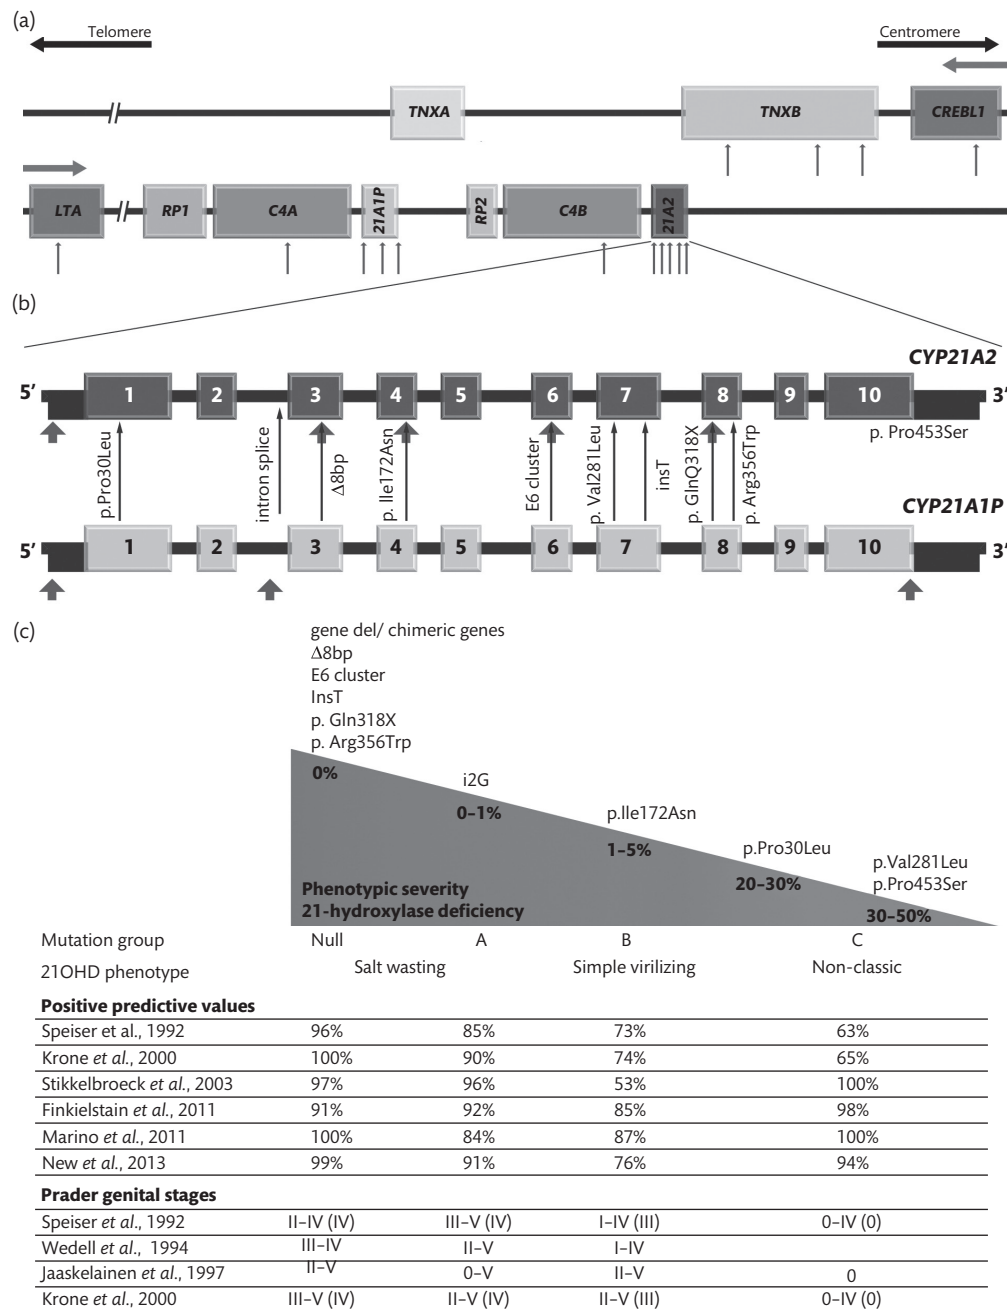 (a)
Telomere
Centromere
TNXA
TNXB
CREBL1
LTA
RP1
C4A
21A1P
RP2
C4B
21A2
(b)
CYP21A2
5′ 1 2 3 4 5 6 7 8 9 10 3′
p.Pro30Leu
intron splice
Δ8bp
p. Ile172Asn
E6 cluster
p. Val281Leu
insT
p. GlnQ318X
p. Arg356Trp
p. Pro453Ser
CYP21A1P
5′ 1 2 3 4 5 6 7 8 9 10 3′
(c)
gene del/ chimeric genes
Δ8bp
E6 cluster
InsT
p. Gln318X
p. Arg356Trp
0%
i2G
0–1%
p.Ile172Asn
1–5%
p.Pro30Leu
20–30%
p.Val281Leu
p.Pro453Ser
30–50%
Phenotypic severity
21-hydroxylase deficiency
Mutation group Null A B C
21OHD phenotype Salt wasting Simple virilizing Non-classic
Positive predictive values
Speiser et al., 1992 96% 85% 73% 63%
Krone et al., 2000 100% 90% 74% 65%
Stikkelbroeck et al., 2003 97% 96% 53% 100%
Finkielstain et al., 2011 91% 92% 85% 98%
Marino et al., 2011 100% 84% 87% 100%
New et al., 2013 99% 91% 76% 94%
Prader genital stages
Speiser et al., 1992 II–IV (IV) III–V (IV) I–IV (III) 0–IV (0)
Wedell et al., 1994 III–IV II–V I–IV
Jaaskelainen et al., 1997 II–V 0–V II–V 0
Krone et al., 2000 III–V (IV) II–V (IV) II–V (III) 0–IV (0)